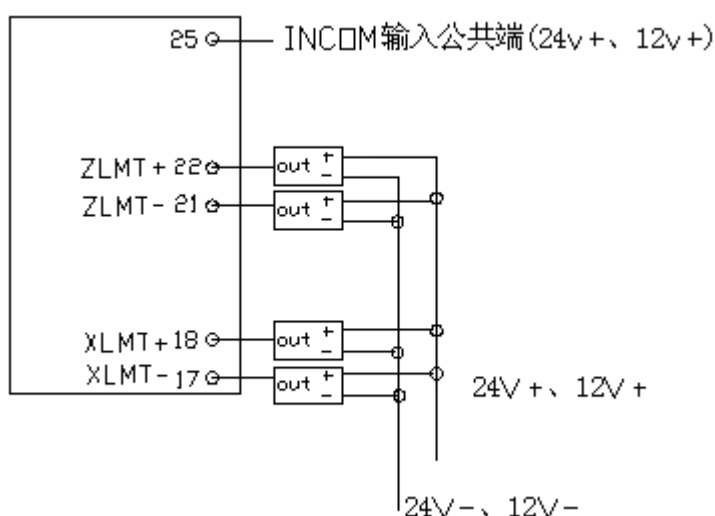 25 INCOM输入公共端(24v+、12v+)
ZLMT+ 22 out + -
ZLMT- 21 out + -
XLMT+ 18 out + -
XLMT- 17 out + -
24V+、12V+
24V-、12V-